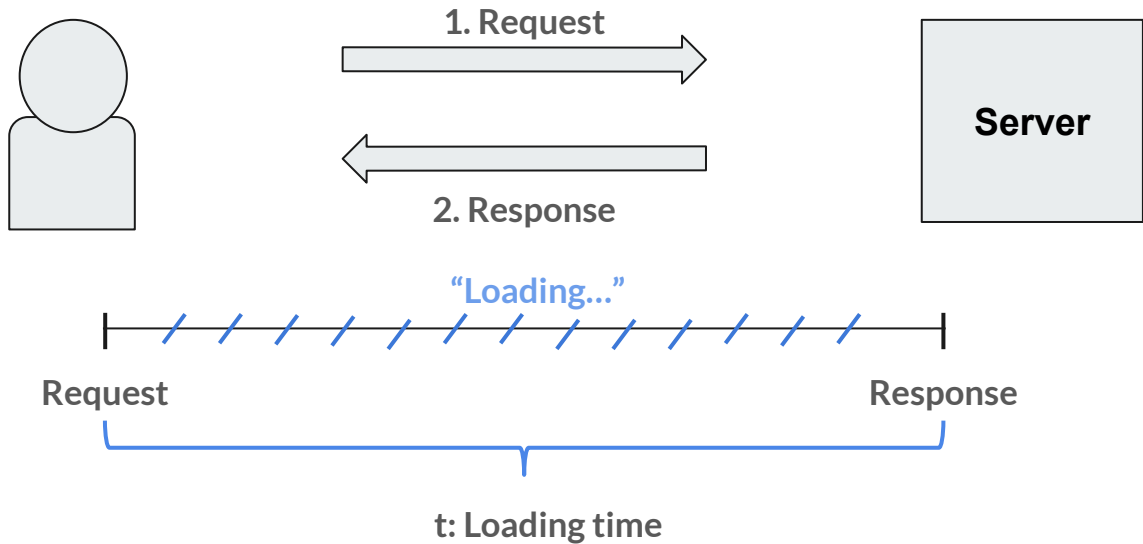 1. Request
Server
2. Response
“Loading...”
Request
Response
t: Loading time